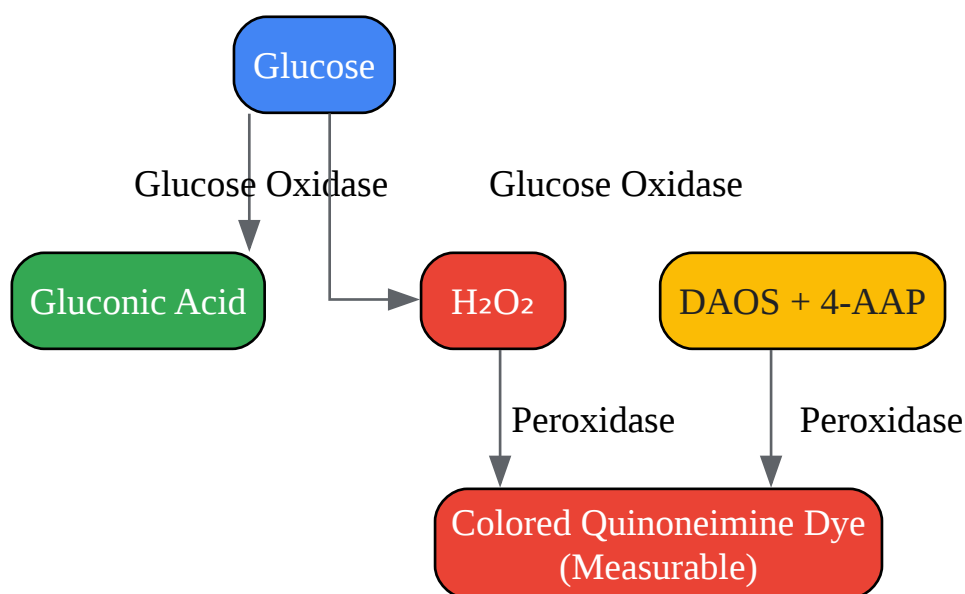 Glucose
Glucose Oxidase
Glucose Oxidase
Gluconic Acid
H₂O₂
DAOS + 4-AAP
Peroxidase
Peroxidase
Colored Quinoneimine Dye
(Measurable)